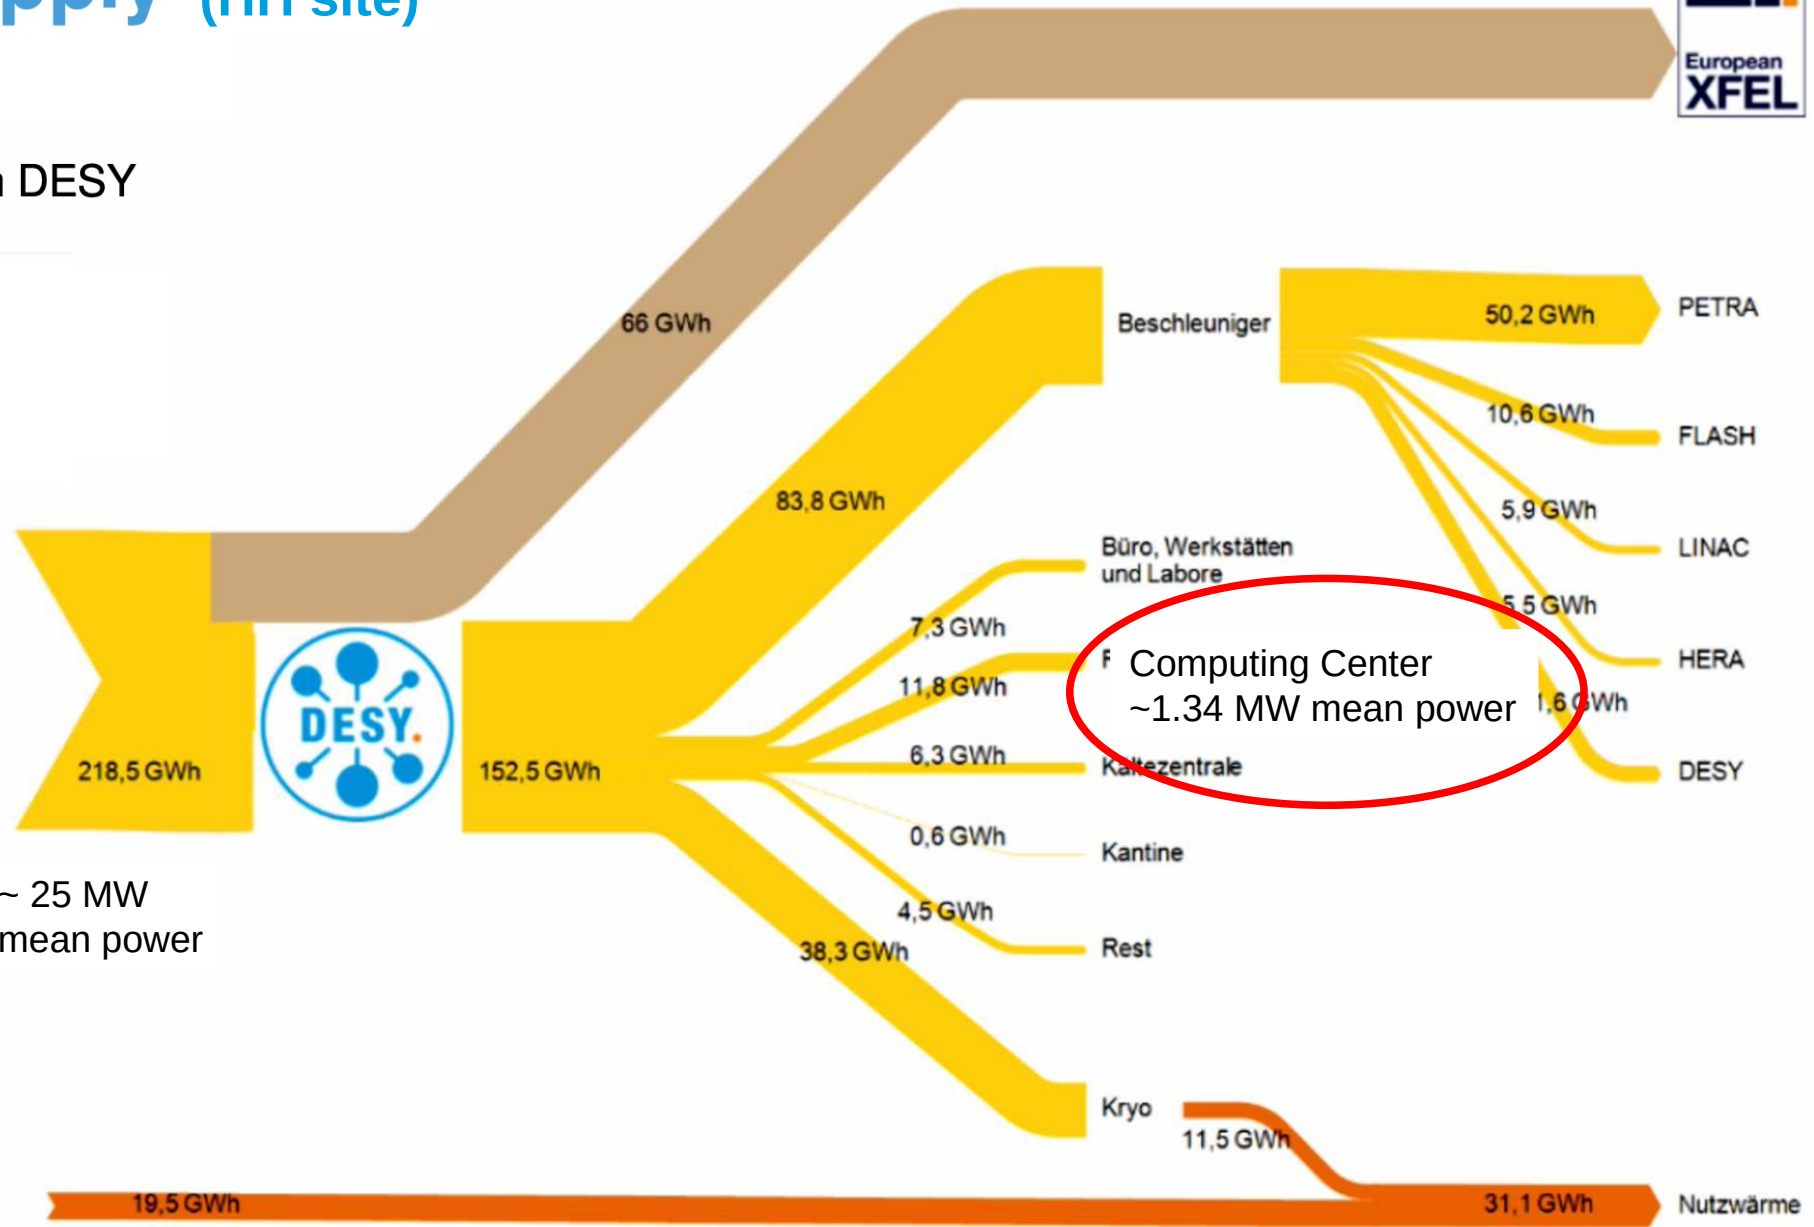 (HH site)
European
XFEL
DESY
66 GWh
Beschleuniger
50,2 GWh
PETRA
10,6 GWh
FLASH
83,8 GWh
5,9 GWh
LINAC
Büro, Werkstätten
und Labore
5,5 GWh
7,3 GWh
HERA
11,8 GWh
Computing Center
~1.34 MW mean power
1,6 GWh
DESY.
218,5 GWh
152,5 GWh
6,3 GWh
Kältezentrale
DESY
0,6 GWh
Kantine
~ 25 MW
mean power
4,5 GWh
Rest
38,3 GWh
Kryo
11,5 GWh
19,5 GWh
31,1 GWh
Nutzwärme